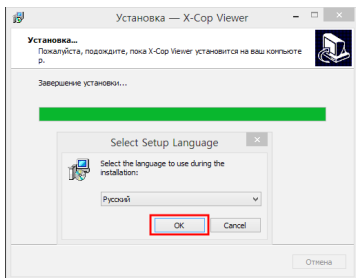 Установка — X-Cop Viewer
Установка...
Пожалуйста, подождите, пока X-Cop Viewer установится на ваш компьюте
р.
Завершение установки...
Select Setup Language
Select the language to use during the
installation:
Русский
OK
Cancel
Отмена